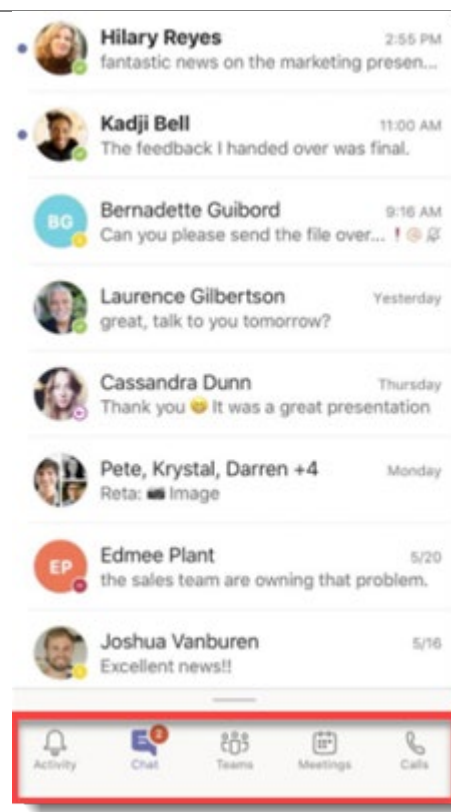 Hilary Reyes 2:55 PM
fantastic news on the marketing presen...
Kadji Bell 11:00 AM
The feedback I handed over was final.
BG
Bernadette Guibord 9:16 AM
Can you please send the file over... ! @
Laurence Gilbertson Yesterday
great, talk to you tomorrow?
Cassandra Dunn Thursday
Thank you 😄 It was a great presentation
Pete, Krystal, Darren +4 Monday
Reta: 📷 Image
EP
Edmee Plant 5/20
the sales team are owning that problem.
Joshua Vanburen 5/16
Excellent news!!
2
Activity Chat Teams Meetings Calls